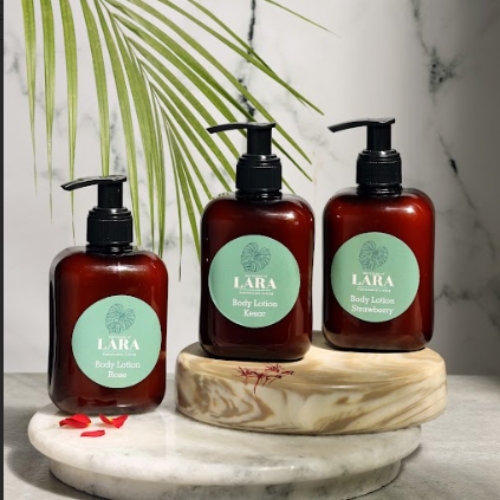 LARA
Body Lotion
Rose
LARA
Body Lotion
Kesar
LARA
Body Lotion
Strawberry